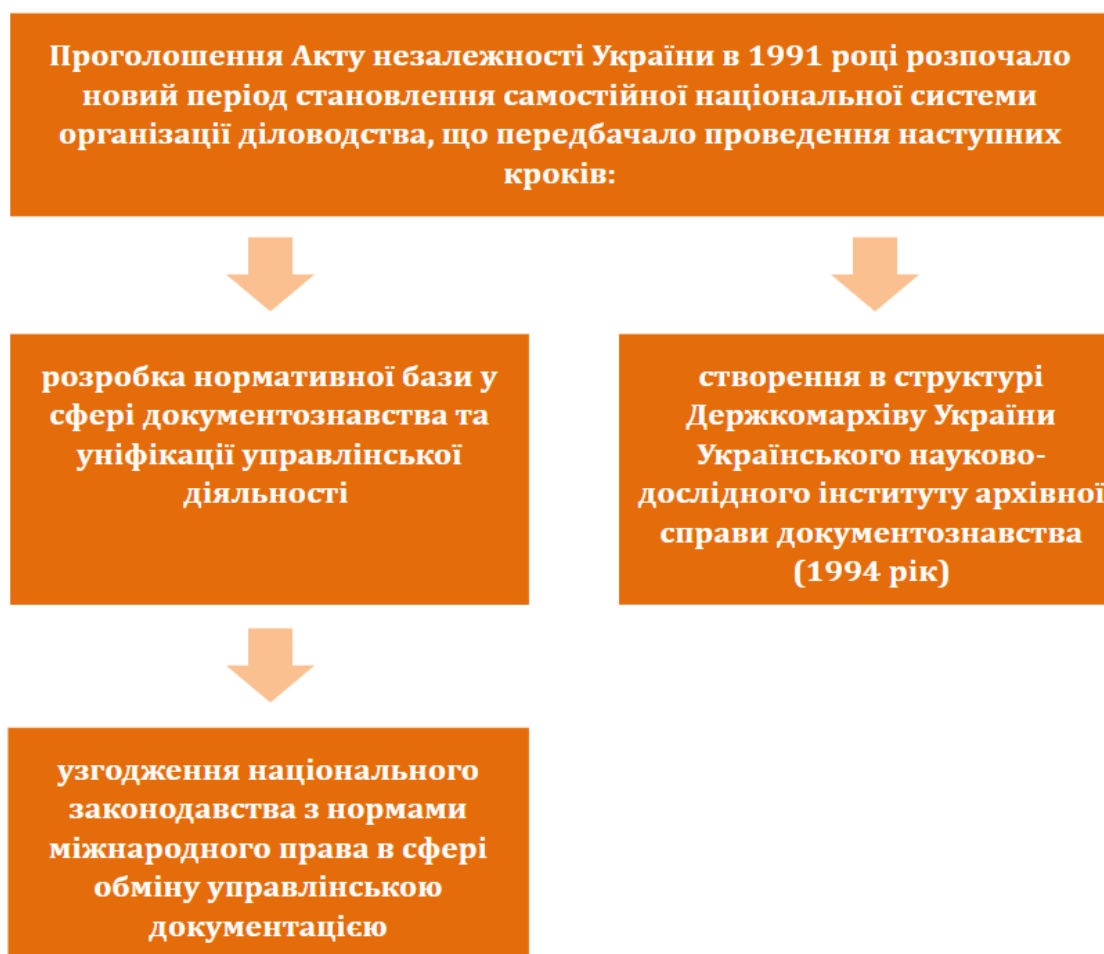 Проголошення Акту незалежності України в 1991 році розпочало
новий період становлення самостійної національної системи
організації діловодства, що передбачало проведення наступних
кроків:
розробка нормативної бази у
сфері документознавства та
уніфікації управлінської
діяльності
створення в структурі
Держкомархіву України
Українського науково-
дослідного інституту архівної
справи документознавства
(1994 рік)
узгодження національного
законодавства з нормами
міжнародного права в сфері
обміну управлінською
документацією